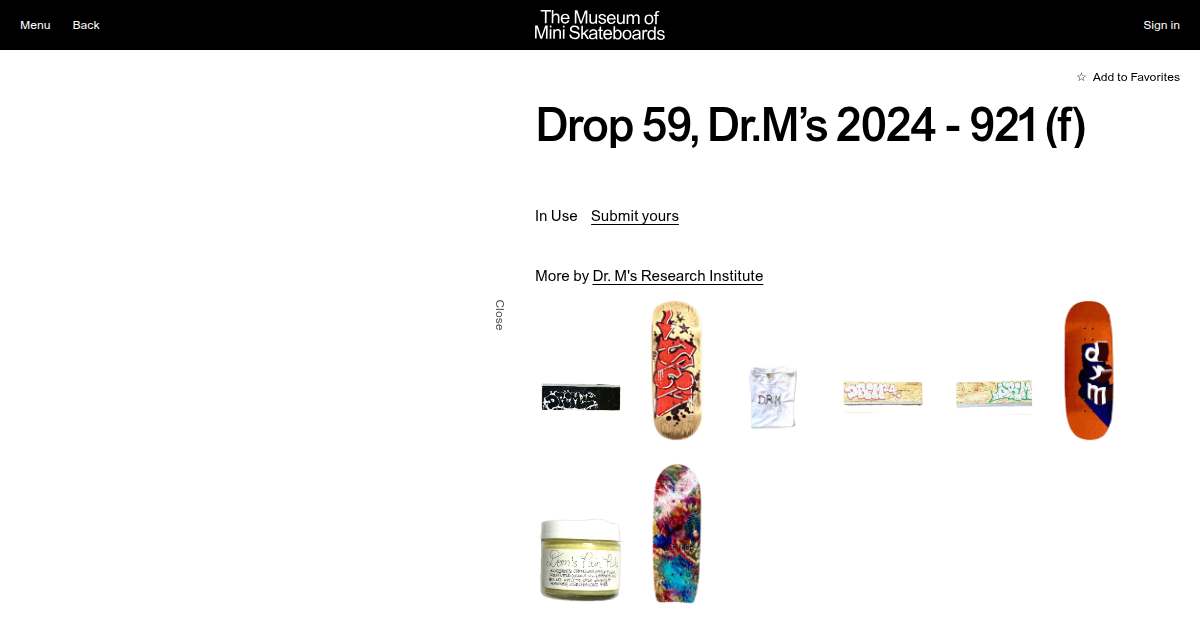 Menu
Back
The Museum of
Mini Skateboards
Sign in
☆ Add to Favorites
Drop 59, Dr.M’s 2024 - 921 (f)
In Use
Submit yours
More by Dr. M's Research Institute
Close
DRM
drm